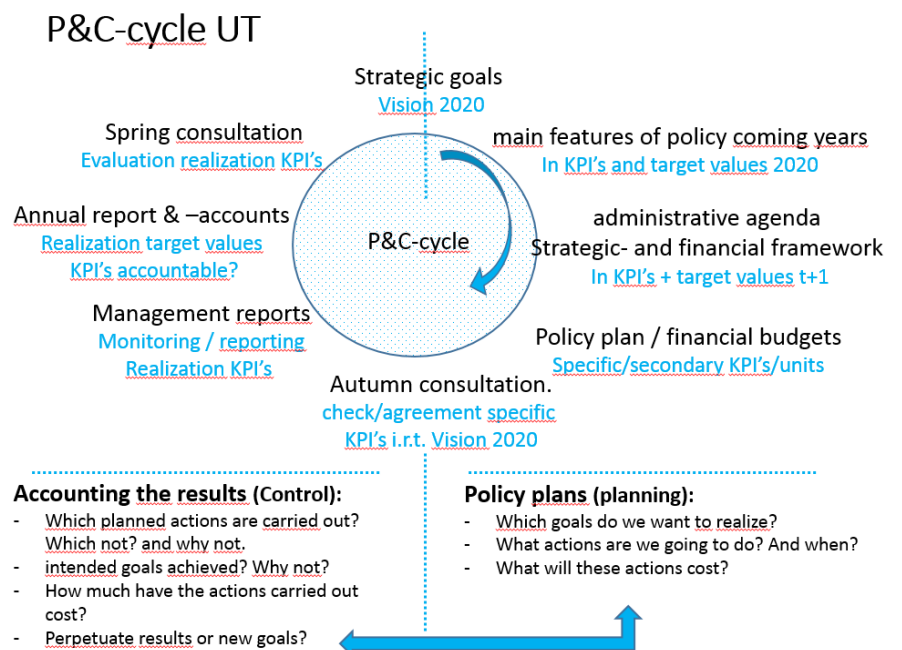 P&C-cycle UT
Strategic goals
Vision 2020
main features of policy coming years
In KPI's and target values 2020
administrative agenda
Strategic- and financial framework
In KPI's + target values t+1
Policy plan / financial budgets
Specific/secondary KPI's/units
Autumn consultation.
check/agreement specific
KPI's i.r.t. Vision 2020
Management reports
Monitoring / reporting
Realization KPI's
Annual report & –accounts
Realization target values
KPI's accountable?
Spring consultation
Evaluation realization KPI's
P&C-cycle
Accounting the results (Control):
- Which planned actions are carried out?
Which not? and why not.
- intended goals achieved? Why not?
- How much have the actions carried out
cost?
- Perpetuate results or new goals?
Policy plans (planning):
- Which goals do we want to realize?
- What actions are we going to do? And when?
- What will these actions cost?